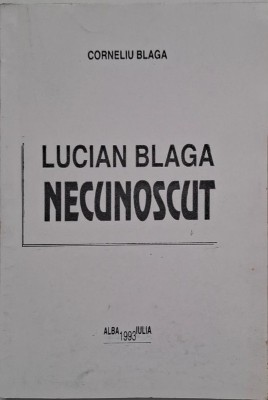 CORNELIU BLAGA
LUCIAN BLAGA
NECUNOSCUT
ALBA IULIA
1993